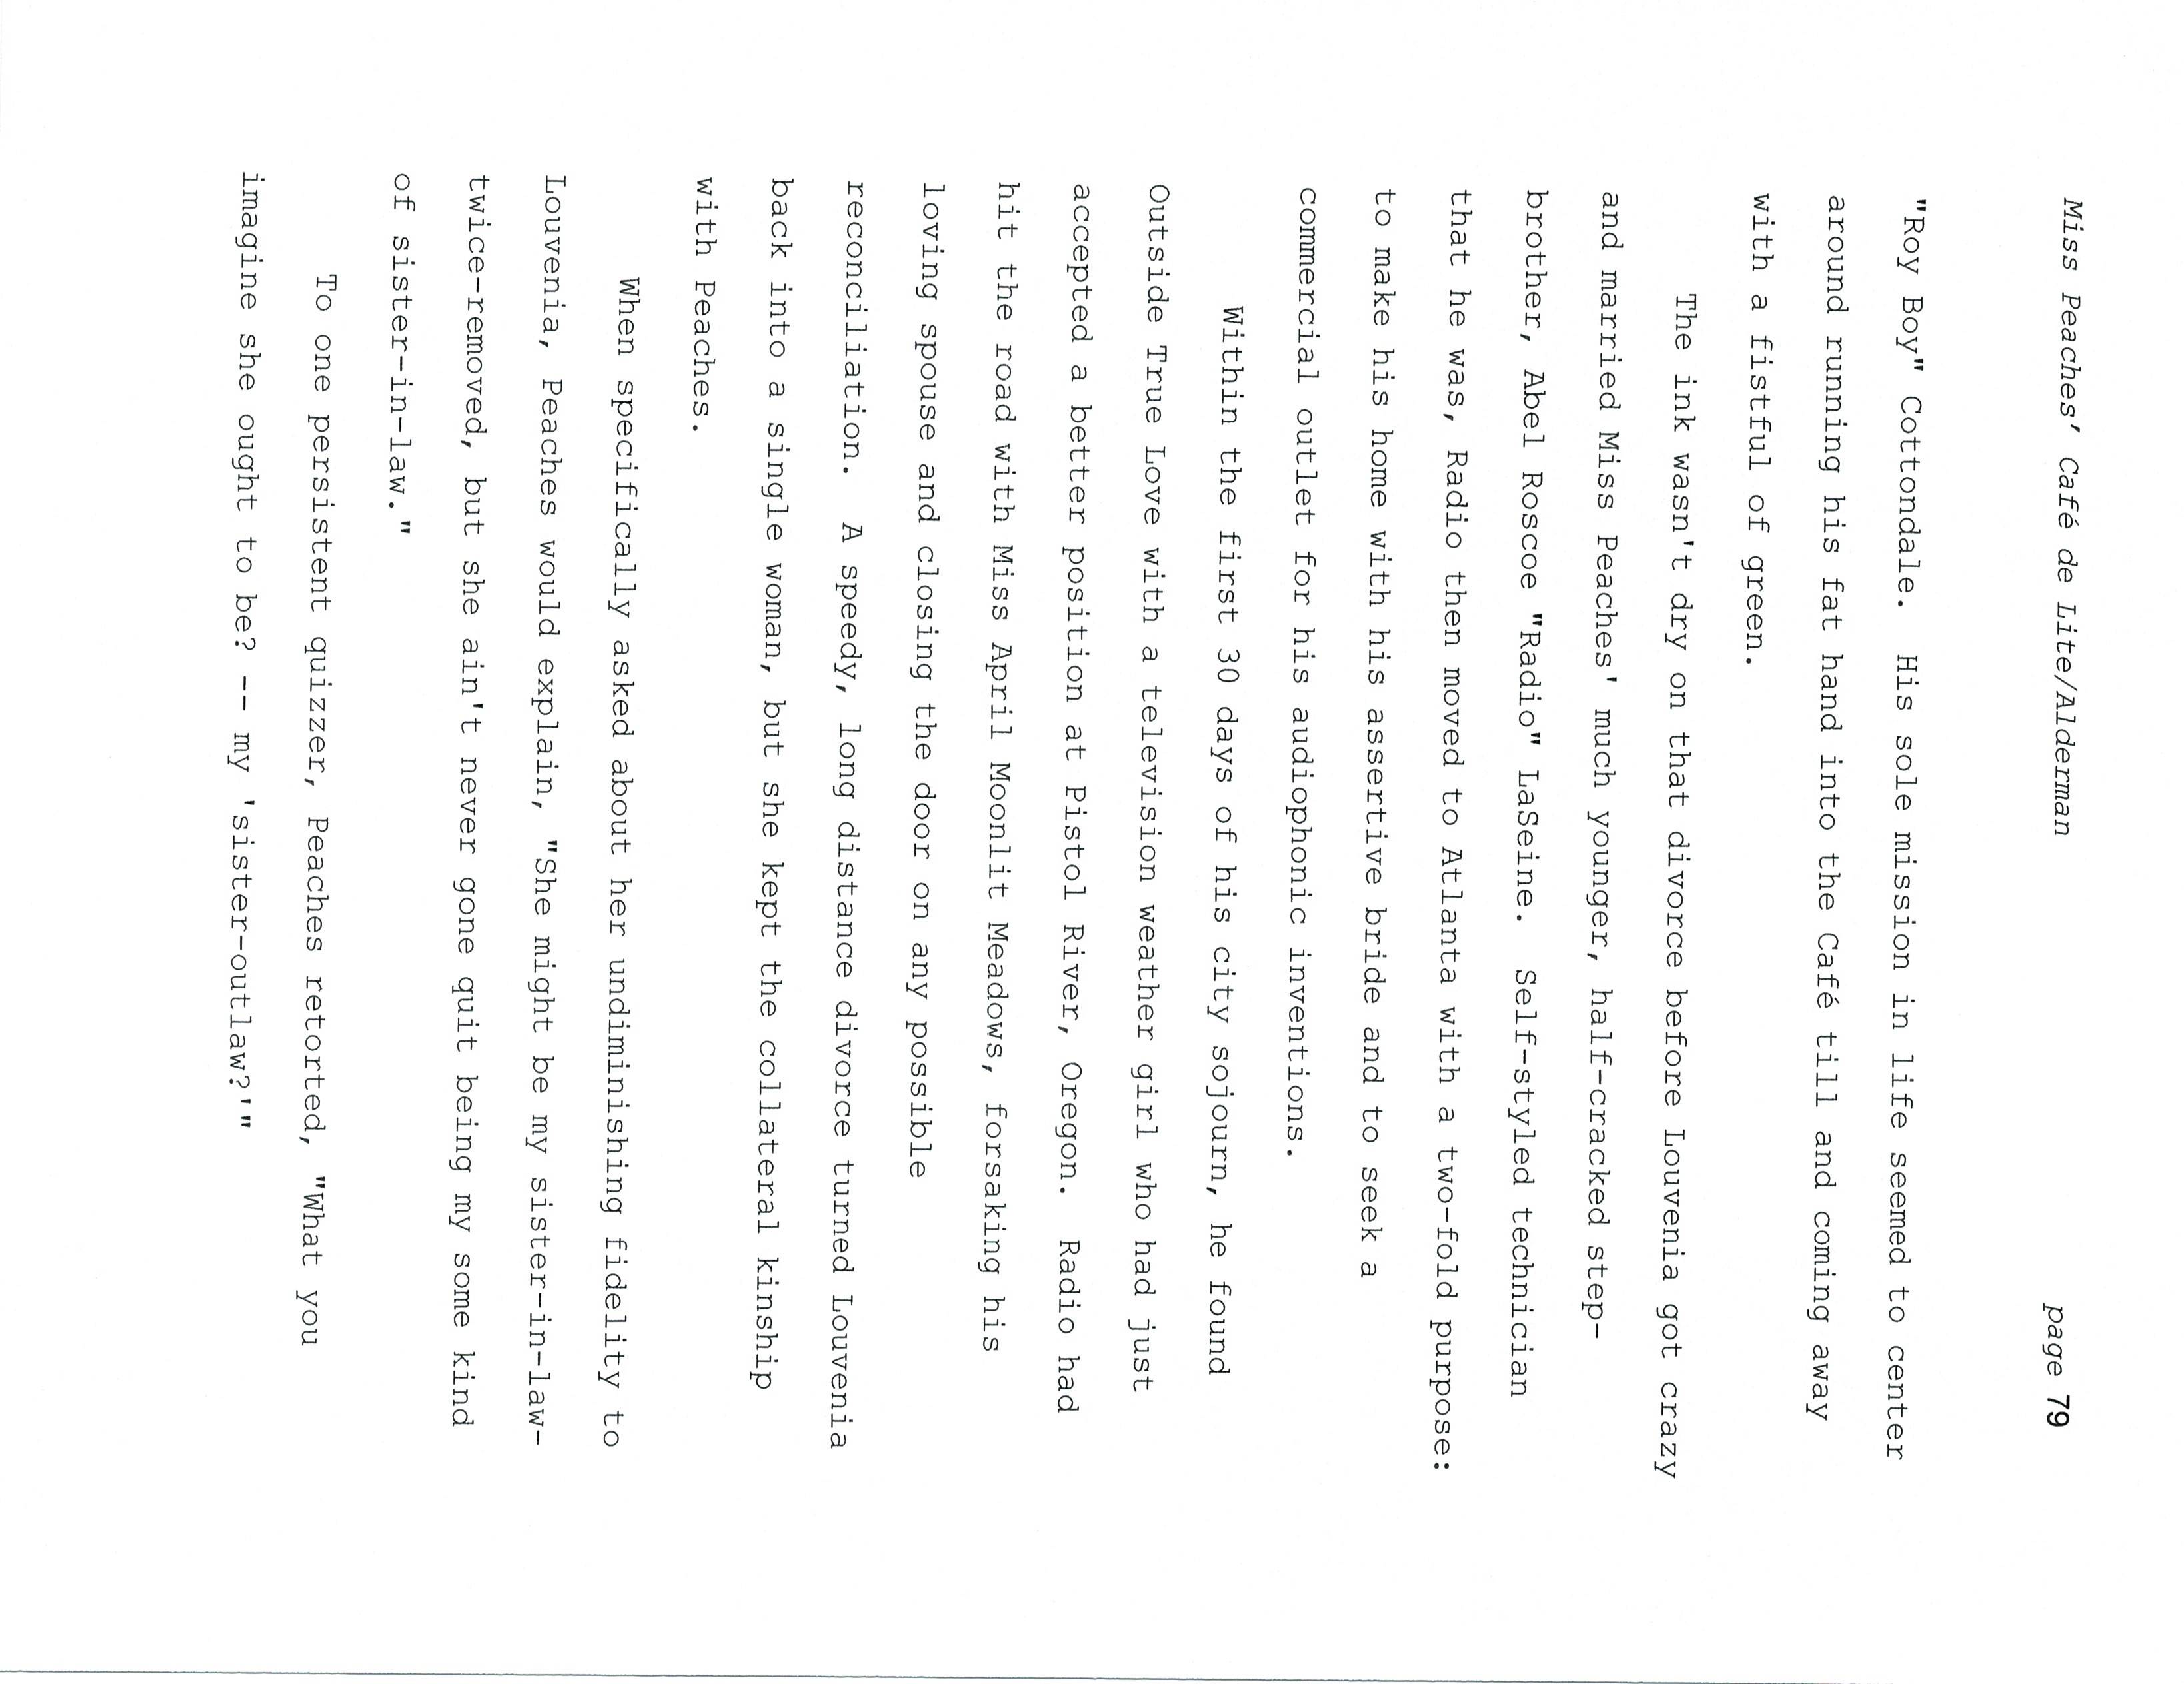 Miss Peaches' Café de Lite/Alderman page 79
"Roy Boy" Cottondale.  His sole mission in life seemed to center
around running his fat hand into the Café till and coming away
with a fistful of green.
The ink wasn't dry on that divorce before Louvenia got crazy
and married Miss Peaches' much younger, half-cracked step-
brother, Abel Roscoe "Radio" LaSeine.  Self-styled technician
that he was, Radio then moved to Atlanta with a two-fold purpose:
to make his home with his assertive bride and to seek a
commercial outlet for his audiophonic inventions.
Within the first 30 days of his city sojourn, he found
Outside True Love with a television weather girl who had just
accepted a better position at Pistol River, Oregon.  Radio had
hit the road with Miss April Moonlit Meadows, forsaking his
loving spouse and closing the door on any possible
reconciliation.  A speedy, long distance divorce turned Louvenia
back into a single woman, but she kept the collateral kinship
with Peaches.
When specifically asked about her undiminishing fidelity to
Louvenia, Peaches would explain, "She might be my sister-in-law-
twice-removed, but she ain't never gone quit being my some kind
of sister-in-law."
To one persistent quizzer, Peaches retorted, "What you
imagine she ought to be? -- my 'sister-outlaw?'"